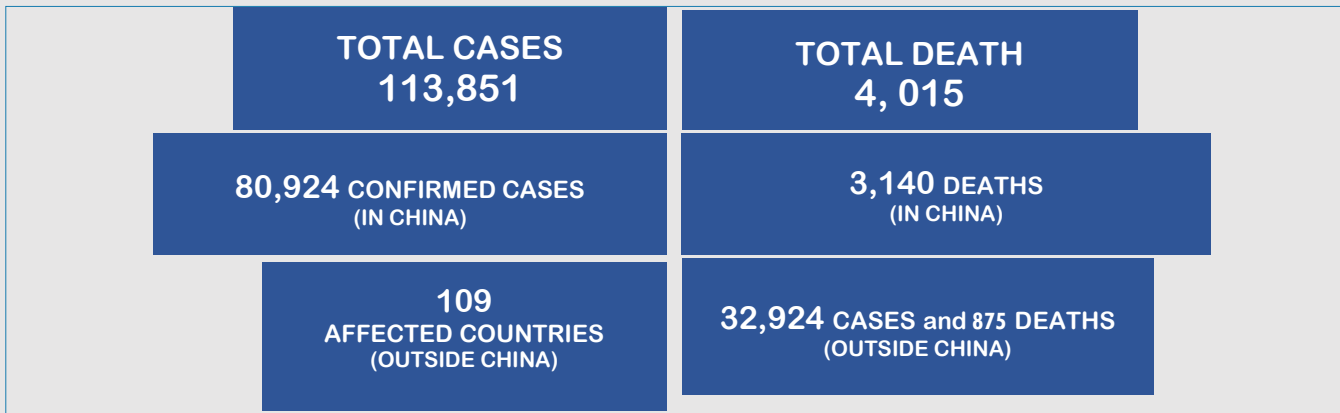 TOTAL CASES
113,851
TOTAL DEATH
4, 015
80,924 CONFIRMED CASES
(IN CHINA)
3,140 DEATHS
(IN CHINA)
109
AFFECTED COUNTRIES
(OUTSIDE CHINA)
32,924 CASES and 875 DEATHS
(OUTSIDE CHINA)